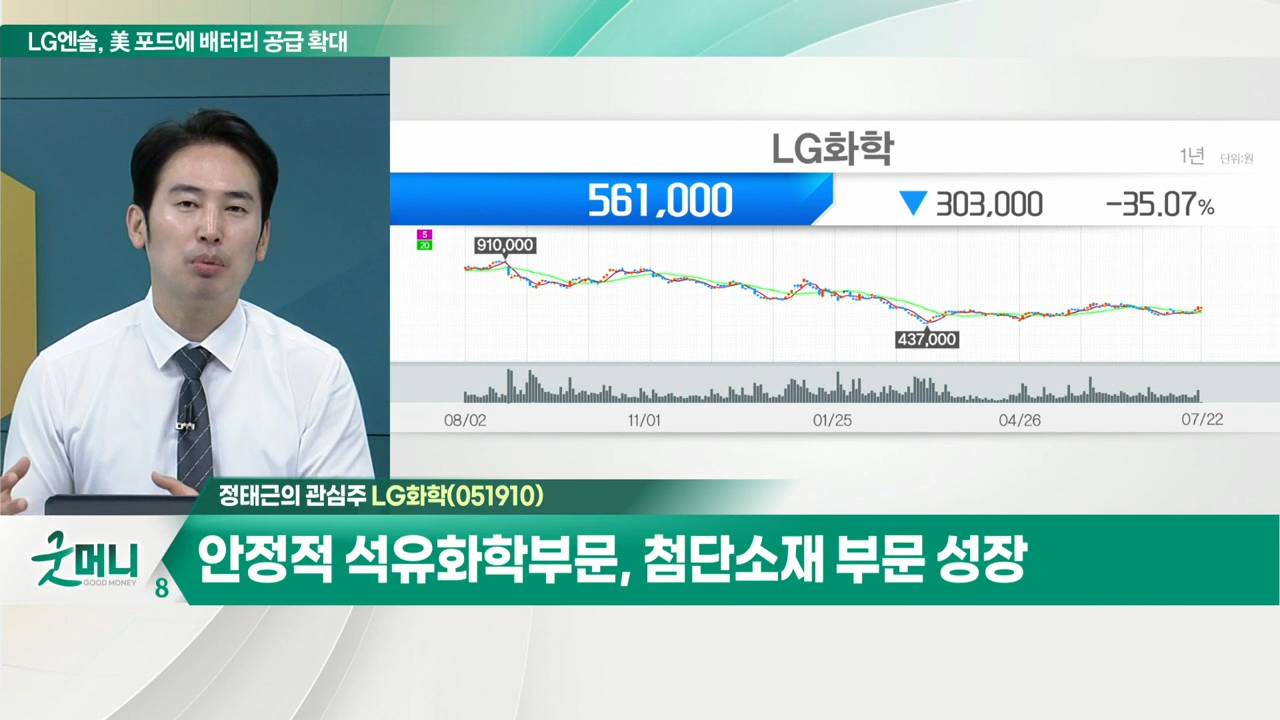 LG엔솔, 美 포드에 배터리 공급 확대
LG화학
1년 단위:원
561,000 ▼ 303,000 -35.07%
5
20
910,000
437,000
08/02 11/01 01/25 04/26 07/22
정태근의 관심주 LG화학(051910)
굿머니
GOOD MONEY
8
안정적 석유화학부문, 첨단소재 부문 성장